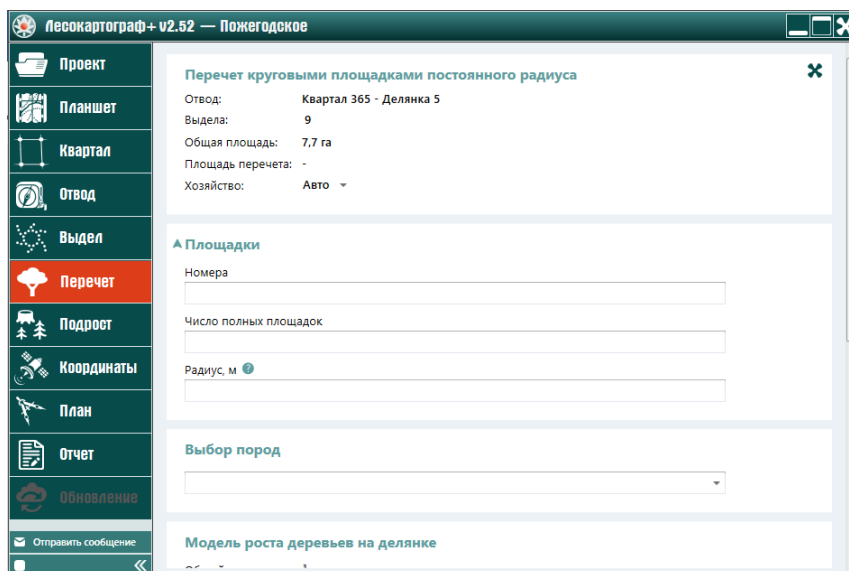 Лесокартограф+ v2.52 — Пожегодское
Проект
Планшет
Квартал
Отвод
Выдел
Перечет
Подрост
Координаты
План
Отчет
Обновление
Отправить сообщение
Перечет круговыми площадками постоянного радиуса
Отвод: Квартал 365 - Делянка 5
Выдела: 9
Общая площадь: 7,7 га
Площадь перечета: -
Хозяйство: Авто
Площадки
Номера
Число полных площадок
Радиус, м ?
Выбор пород
Модель роста деревьев на делянке